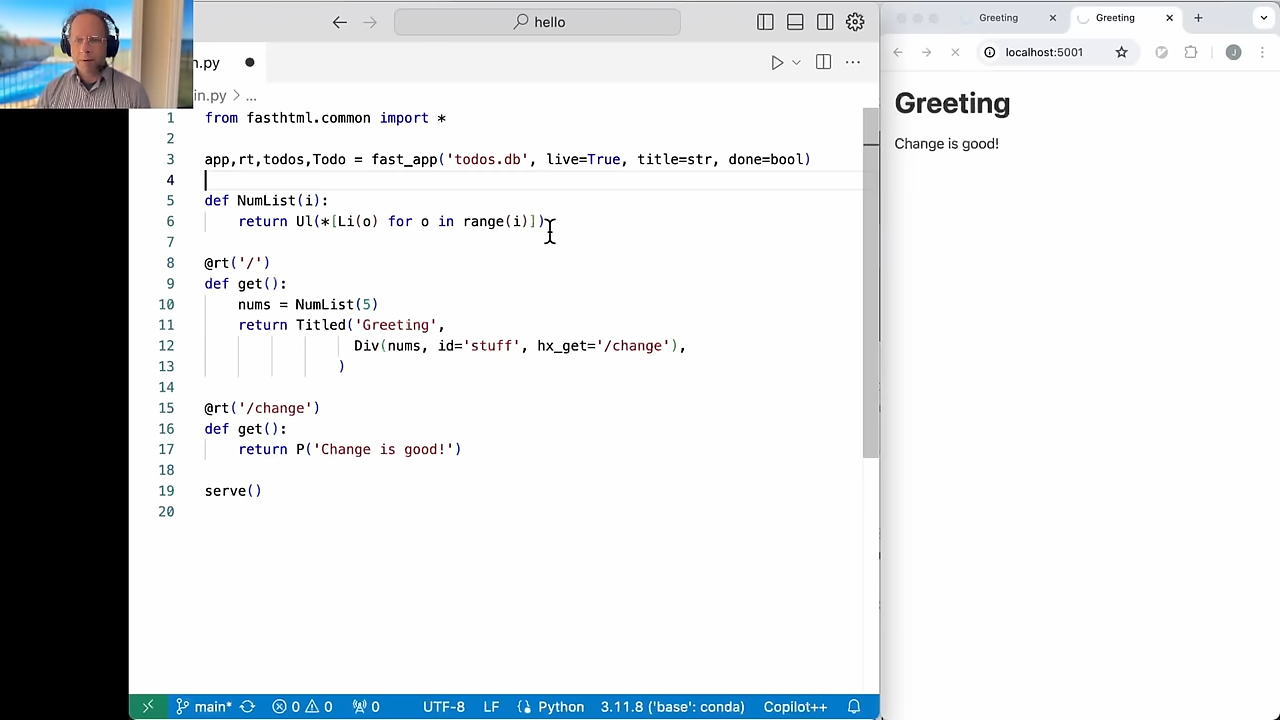 hello
n.py
in.py > ...
1 from fasthtml.common import *
2
3 app,rt,todos,Todo = fast_app('todos.db', live=True, title=str, done=bool)
4
5 def NumList(i):
6     return Ul(*[Li(o) for o in range(i)])
7
8 @rt('/')
9 def get():
10     nums = NumList(5)
11     return Titled('Greeting',
12                   Div(nums, id='stuff', hx_get='/change'),
13                 )
14
15 @rt('/change')
16 def get():
17     return P('Change is good!')
18
19 serve()
20
main* 0 0 0 UTF-8 LF Python 3.11.8 ('base': conda) Copilot++
Greeting Greeting
localhost:5001 J
Greeting
Change is good!